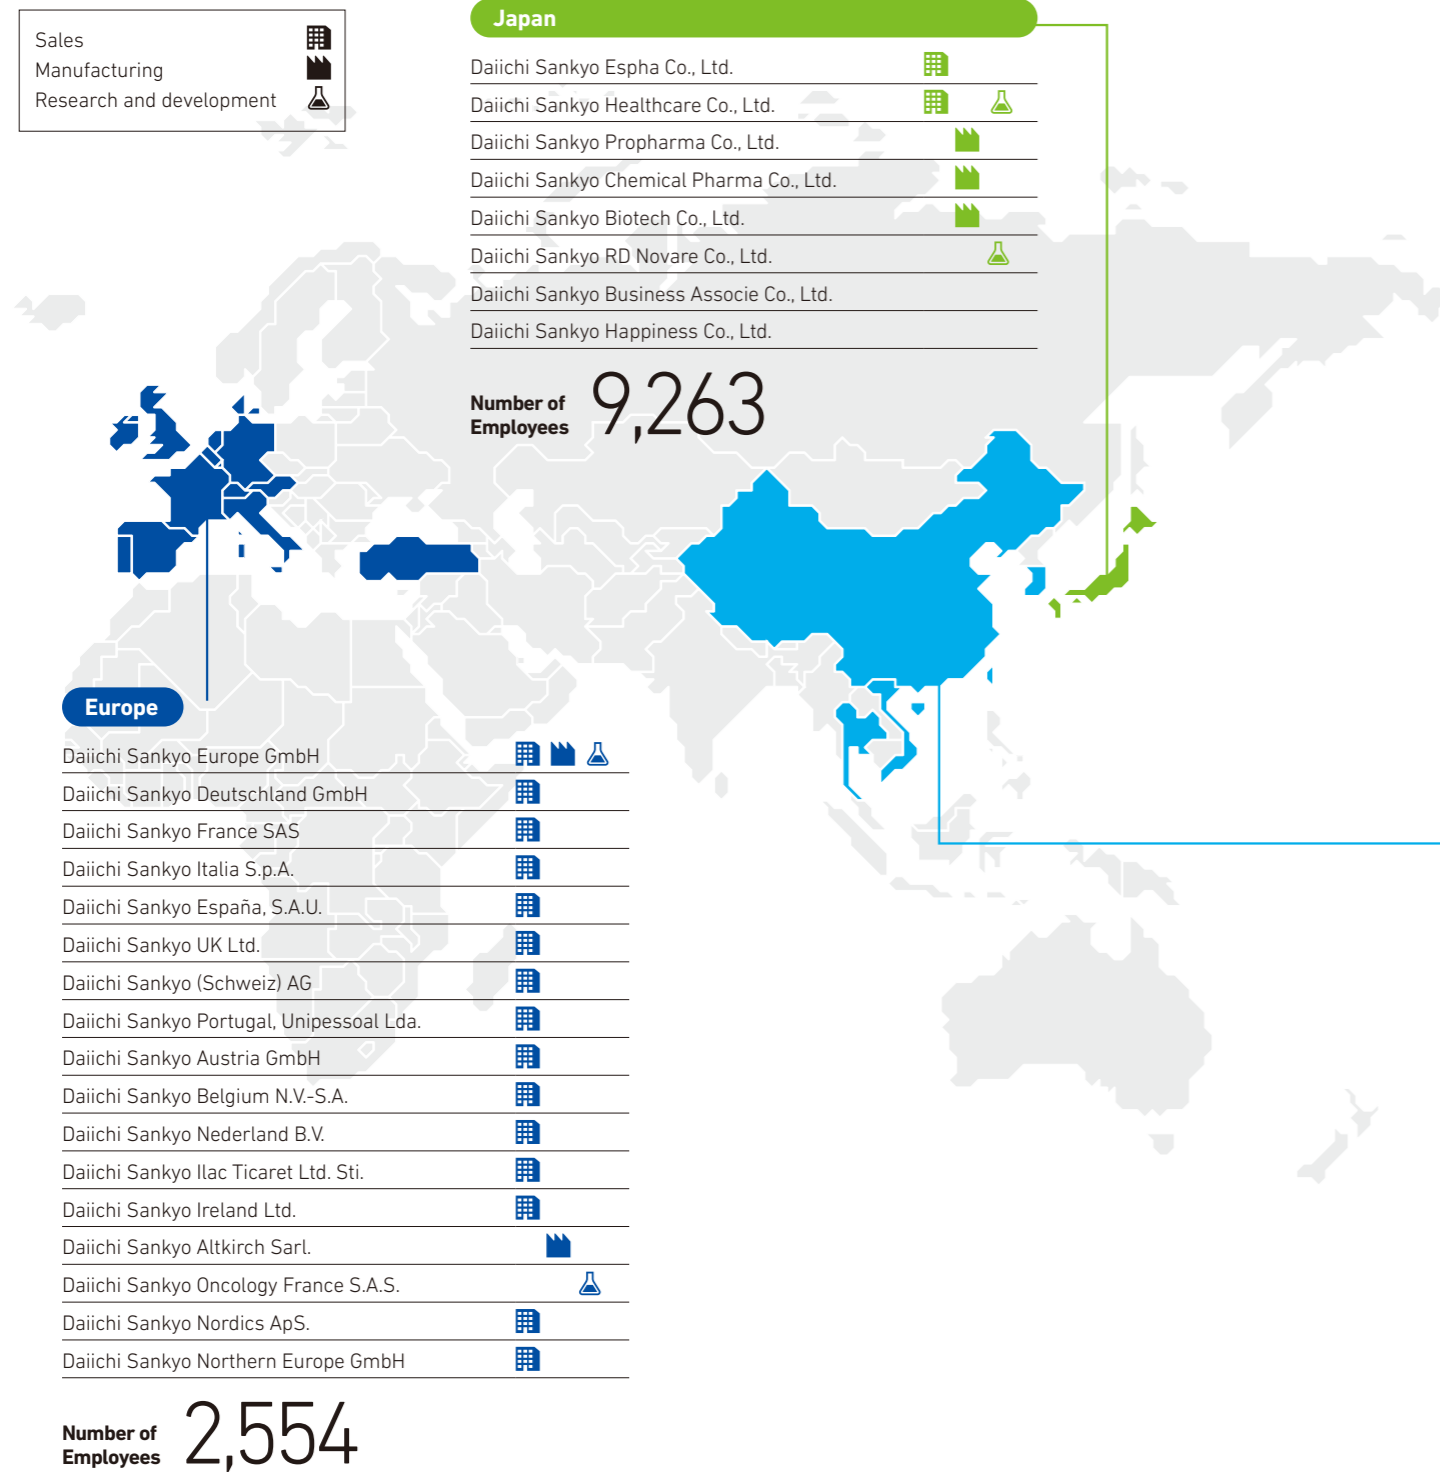 Sales
Manufacturing
Research and development
Japan
Daiichi Sankyo Espha Co., Ltd.
Daiichi Sankyo Healthcare Co., Ltd.
Daiichi Sankyo Propharma Co., Ltd.
Daiichi Sankyo Chemical Pharma Co., Ltd.
Daiichi Sankyo Biotech Co., Ltd.
Daiichi Sankyo RD Novare Co., Ltd.
Daiichi Sankyo Business Associe Co., Ltd.
Daiichi Sankyo Happiness Co., Ltd.
Number of
Employees 9,263
Europe
Daiichi Sankyo Europe GmbH
Daiichi Sankyo Deutschland GmbH
Daiichi Sankyo France SAS
Daiichi Sankyo Italia S.p.A.
Daiichi Sankyo España, S.A.U.
Daiichi Sankyo UK Ltd.
Daiichi Sankyo (Schweiz) AG
Daiichi Sankyo Portugal, Unipessoal Lda.
Daiichi Sankyo Austria GmbH
Daiichi Sankyo Belgium N.V.-S.A.
Daiichi Sankyo Nederland B.V.
Daiichi Sankyo Ilac Ticaret Ltd. Sti.
Daiichi Sankyo Ireland Ltd.
Daiichi Sankyo Altkirch Sarl.
Daiichi Sankyo Oncology France S.A.S.
Daiichi Sankyo Nordics ApS.
Daiichi Sankyo Northern Europe GmbH
Number of
Employees 2,554